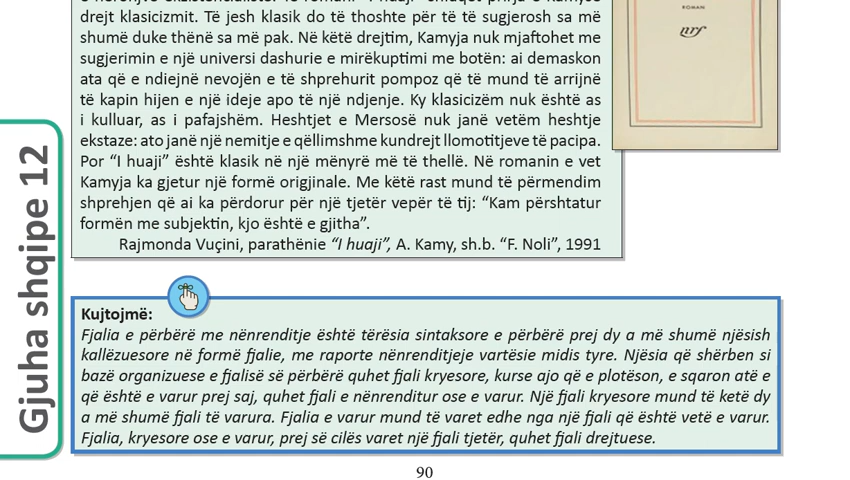 drejt klasicizmit. Të jesh klasik do të thoshte për të të sugjerosh sa më
shumë duke thënë sa më pak. Në këtë drejtim, Kamyja nuk mjaftohet me
sugjerimin e një universi dashurie e mirëkuptimi me botën: ai demaskon
ata që e ndiejnë nevojën e të shprehurit pompoz që të mund të arrijnë
të kapin hijen e një ideje apo të një ndjenje. Ky klasicizëm nuk është as
i kulluar, as i pafajshëm. Heshtjet e Mersosë nuk janë vetëm heshtje
ekstaze: ato janë një nemitje e qëllimshme kundrejt llomotitjeve të pacipa.
Por “I huaji” është klasik në një mënyrë më të thellë. Në romanin e vet
Kamyja ka gjetur një formë origjinale. Me këtë rast mund të përmendim
shprehjen që ai ka përdorur për një tjetër vepër të tij: “Kam përshtatur
formën me subjektin, kjo është e gjitha”.
Rajmonda Vuçini, parathënie “I huaji”, A. Kamy, sh.b. “F. Noli”, 1991
ROMAN
nrf
Gjuha shqipe 12
Kujtojmë:
Fjalia e përbërë me nënrenditje është tërësia sintaksore e përbërë prej dy a më shumë njësish
kallëzuesore në formë fjalie, me raporte nënrenditjeje vartësie midis tyre. Njësia që shërben si
bazë organizuese e fjalisë së përbërë quhet fjali kryesore, kurse ajo që e plotëson, e sqaron atë e
që është e varur prej saj, quhet fjali e nënrenditur ose e varur. Një fjali kryesore mund të ketë dy
a më shumë fjali të varura. Fjalia e varur mund të varet edhe nga një fjali që është vetë e varur.
Fjalia, kryesore ose e varur, prej së cilës varet një fjali tjetër, quhet fjali drejtuese.
90